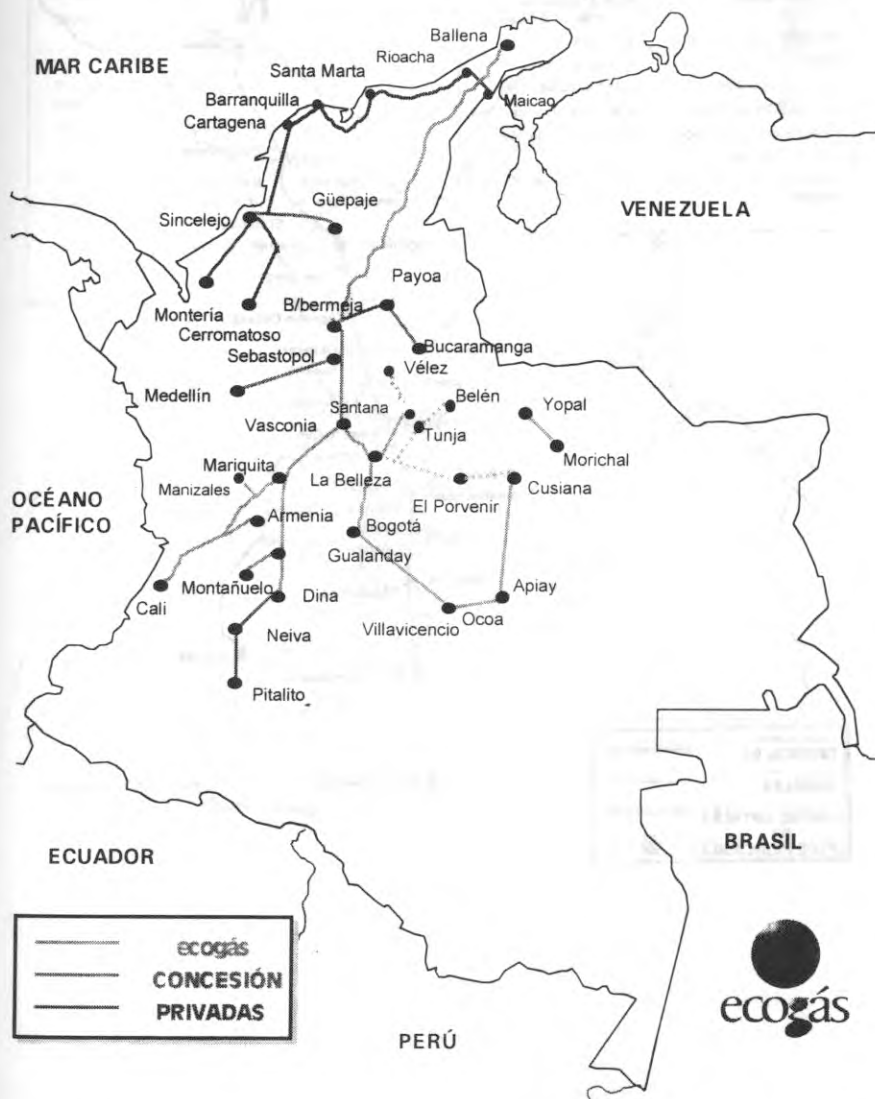 Ballena
Rioacha
MAR CARIBE
Santa Marta
Maicao
Barranquilla
Cartagena
Güepaje
Sincelejo
VENEZUELA
Payoa
Montería
B/bermeja
Cerromatoso
Bucaramanga
Sebastopol
Vélez
Medellín
Belén
Yopal
Santana
Vasconia
Tunja
Morichal
Mariquita
La Belleza
Manizales
Cusiana
OCÉANO
PACÍFICO
El Porvenir
Armenia
Bogotá
Gualanday
Montañuelo
Dina
Apiay
Cali
Villavicencio
Ocoa
Neiva
Pitalito
ECUADOR
BRASIL
ecogás
CONCESIÓN
PRIVADAS
ecogás
PERÚ